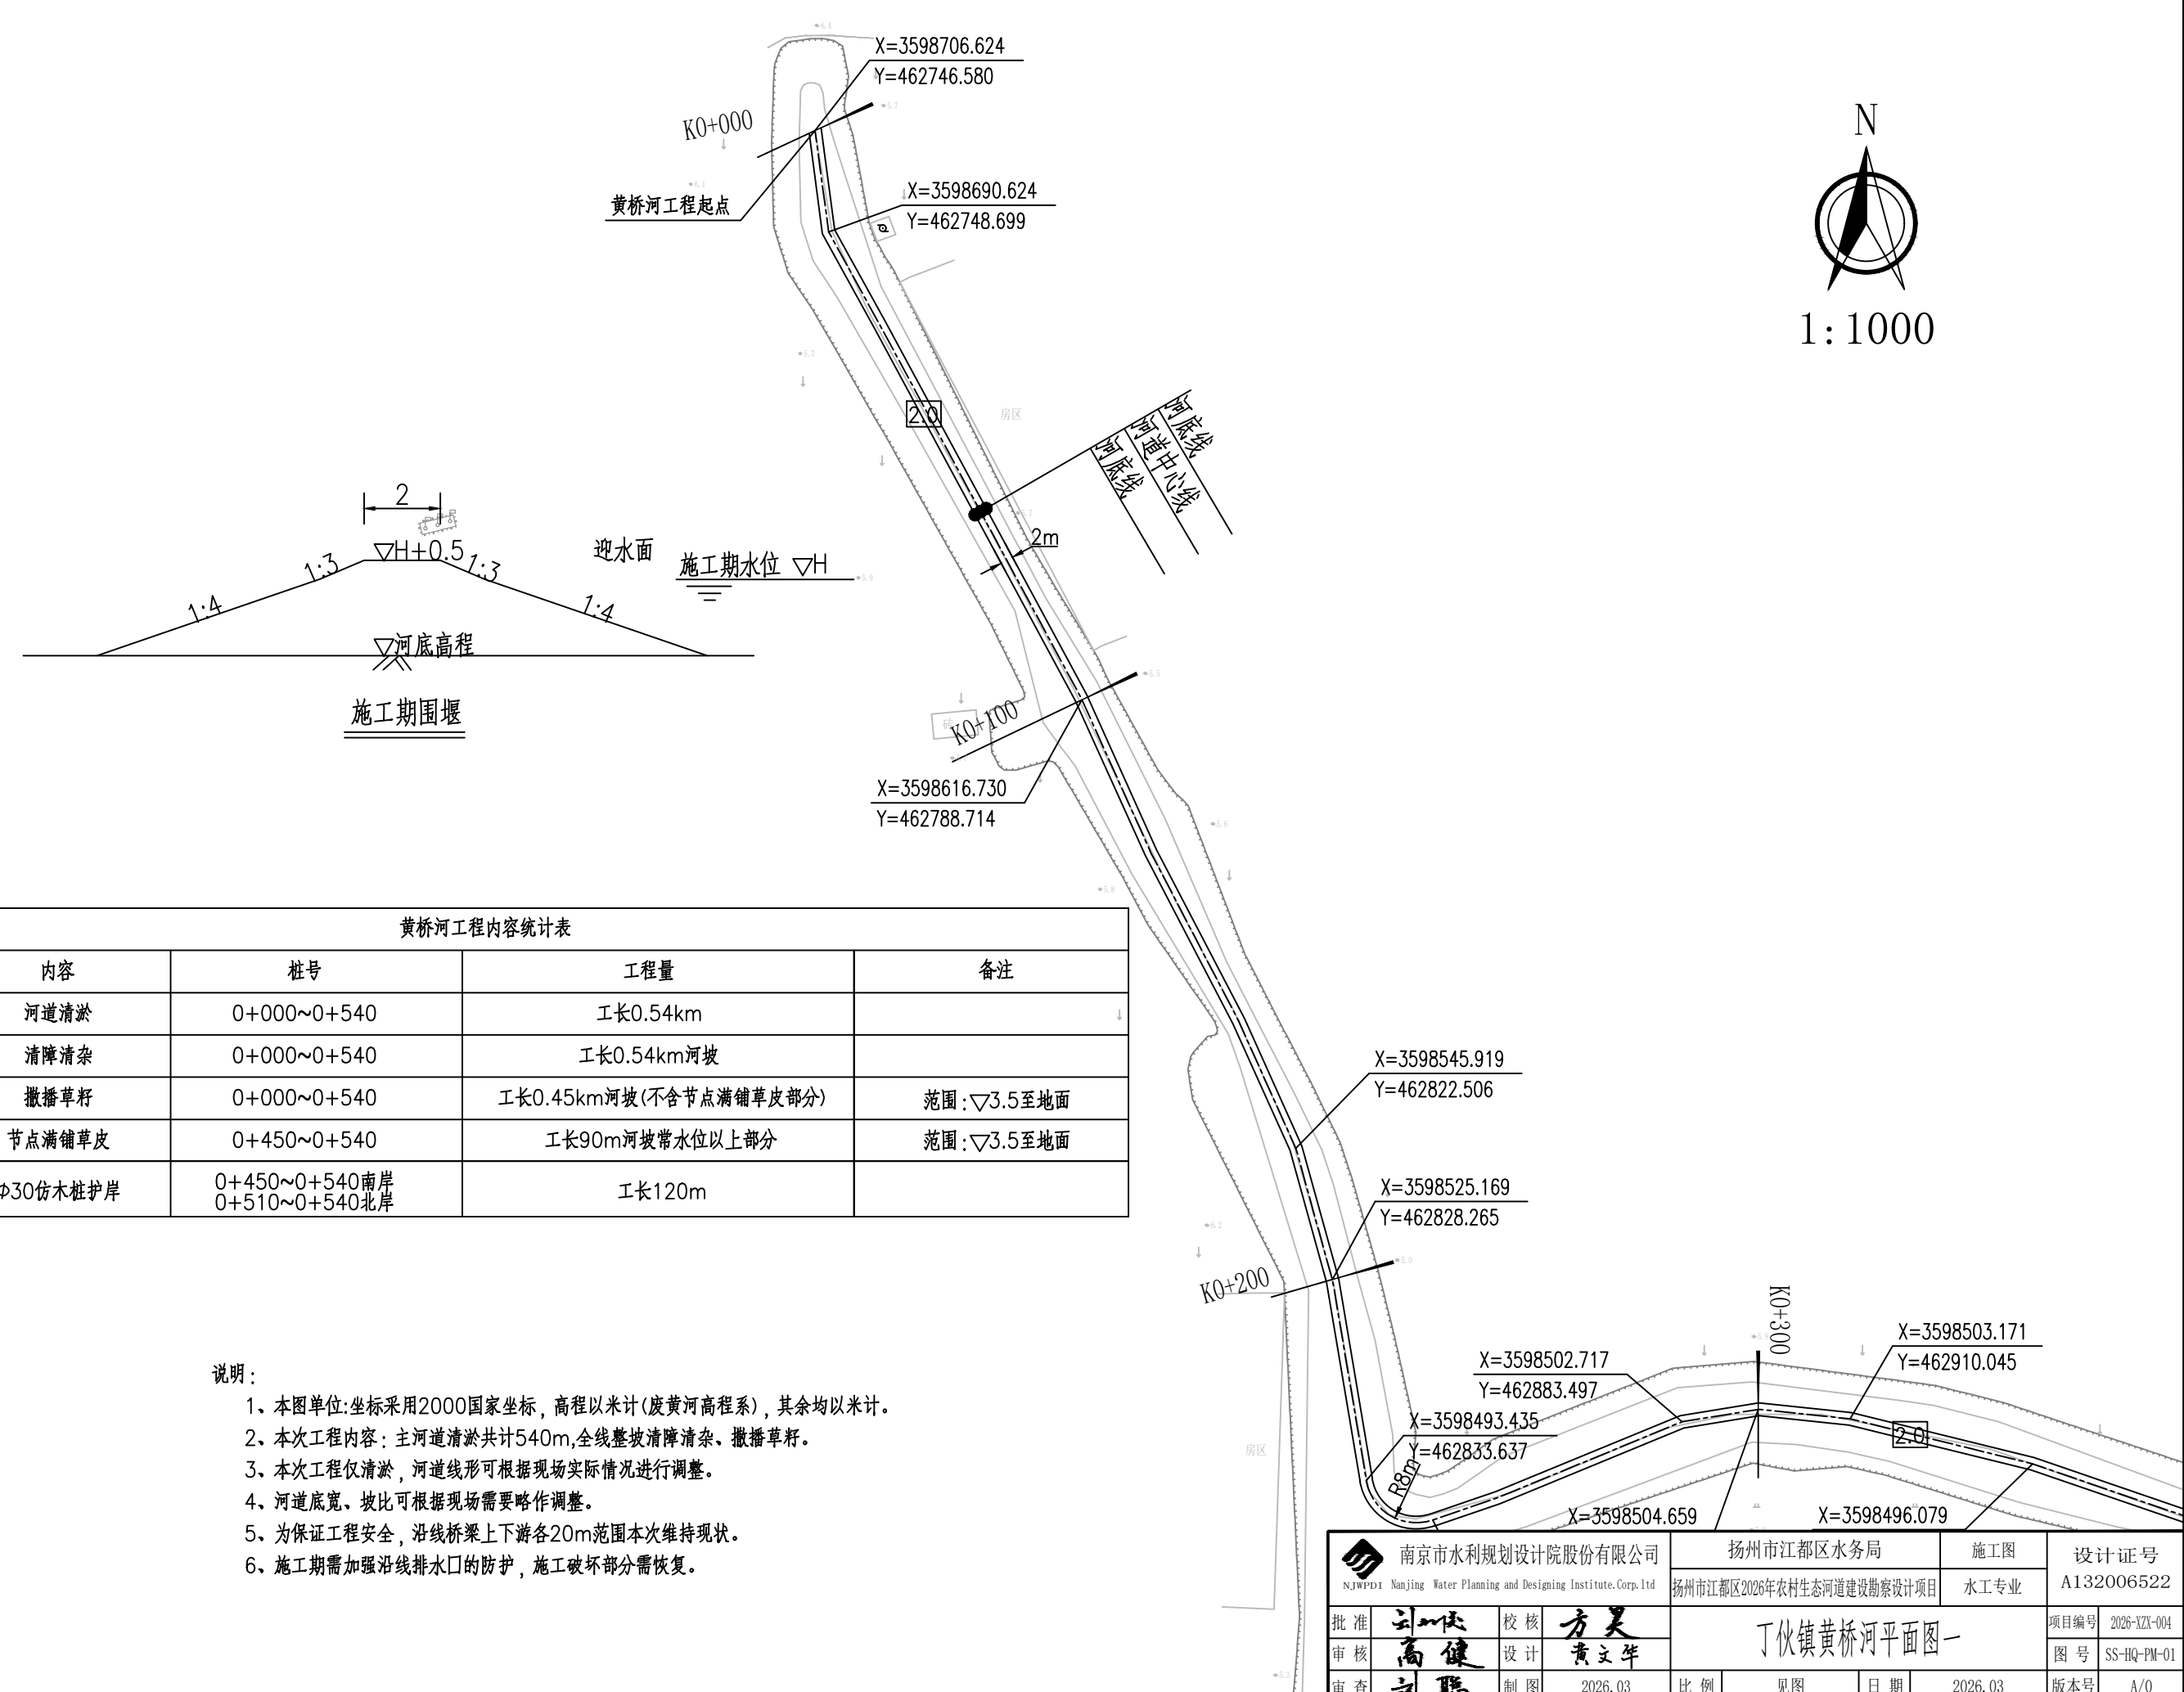 X=3598706.624
Y=462746.580
K0+000
黄桥河工程起点
X=3598690.624
Y=462748.699
N
1:1000
2.0
房区
河底线
河道中心线
河底线
2m
2
▽H+0.5
1:3
1:3
1:4
1:4
迎水面
施工期水位 ▽H
▽河底高程
施工期围堰
K0+100
X=3598616.730
Y=462788.714
黄桥河工程内容统计表
内容 桩号 工程量 备注
河道清淤 0+000~0+540 工长0.54km
清障清杂 0+000~0+540 工长0.54km河坡
撒播草籽 0+000~0+540 工长0.45km河坡(不含节点满铺草皮部分) 范围:▽3.5至地面
节点满铺草皮 0+450~0+540 工长90m河坡常水位以上部分 范围:▽3.5至地面
Φ30仿木桩护岸 0+450~0+540南岸 工长120m
0+510~0+540北岸
X=3598545.919
Y=462822.506
X=3598525.169
Y=462828.265
K0+200
K0+300
X=3598502.717
Y=462883.497
X=3598503.171
Y=462910.045
X=3598493.435
Y=462833.637
R8m
2.0
房区
X=3598504.659
X=3598496.079
说明:
1、本图单位:坐标采用2000国家坐标,高程以米计(废黄河高程系),其余均以米计。
2、本次工程内容:主河道清淤共计540m,全线整坡清障清杂、撒播草籽。
3、本次工程仅清淤,河道线形可根据现场实际情况进行调整。
4、河道底宽、坡比可根据现场需要略作调整。
5、为保证工程安全,沿线桥梁上下游各20m范围本次维持现状。
6、施工期需加强沿线排水口的防护,施工破坏部分需恢复。
NJWPDI
南京市水利规划设计院股份有限公司
Nanjing Water Planning and Designing Institute.Corp.ltd
扬州市江都区水务局 施工图
扬州市江都区2026年农村生态河道建设勘察设计项目 水工专业
设计证号
A132006522
批准 校核 方昊
审核 高健 设计 黄文华
审查 制图 2026.03
丁伙镇黄桥河平面图一
项目编号 2026-XZX-004
图号 SS-HQ-PM-01
比例 见图 日期 2026.03 版本号 A/0